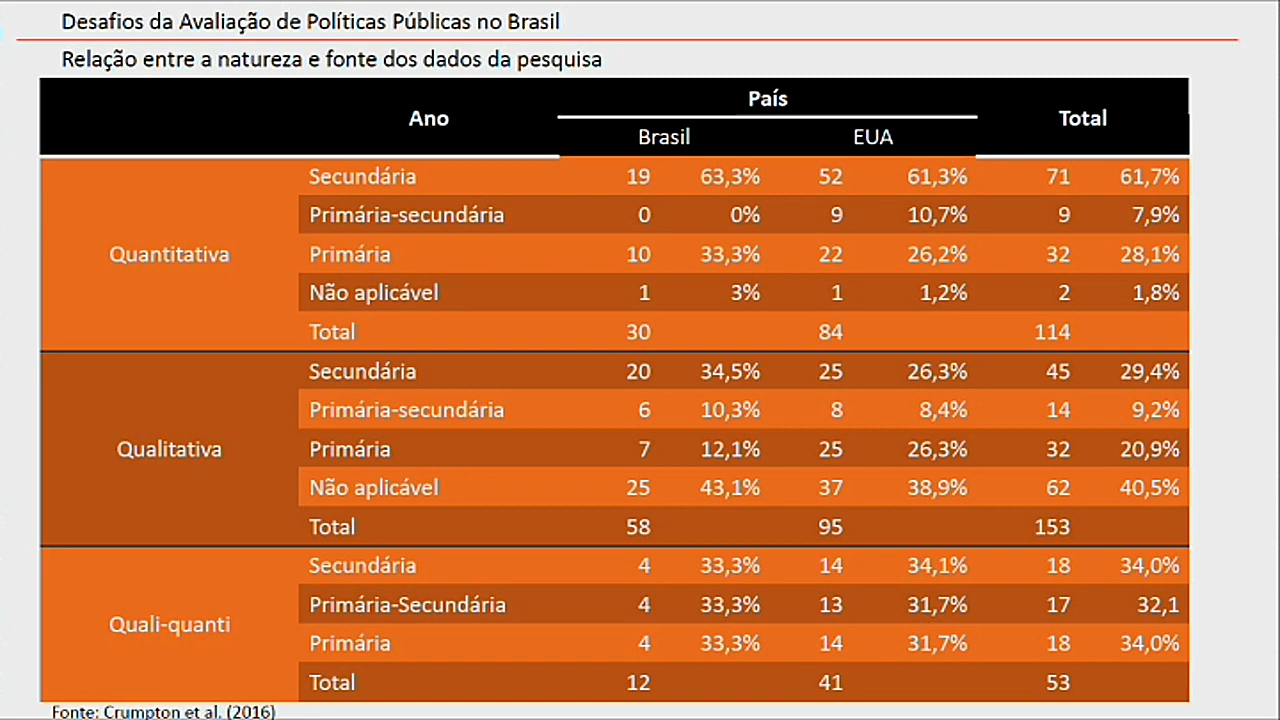 Desafios da Avaliação de Políticas Públicas no Brasil
Relação entre a natureza e fonte dos dados da pesquisa
Ano País Total
Brasil EUA
Quantitativa
Secundária 19 63,3% 52 61,3% 71 61,7%
Primária-secundária 0 0% 9 10,7% 9 7,9%
Primária 10 33,3% 22 26,2% 32 28,1%
Não aplicável 1 3% 1 1,2% 2 1,8%
Total 30 84 114
Qualitativa
Secundária 20 34,5% 25 26,3% 45 29,4%
Primária-secundária 6 10,3% 8 8,4% 14 9,2%
Primária 7 12,1% 25 26,3% 32 20,9%
Não aplicável 25 43,1% 37 38,9% 62 40,5%
Total 58 95 153
Quali-quanti
Secundária 4 33,3% 14 34,1% 18 34,0%
Primária-Secundária 4 33,3% 13 31,7% 17 32,1
Primária 4 33,3% 14 31,7% 18 34,0%
Total 12 41 53
Fonte: Crumpton et al. (2016)